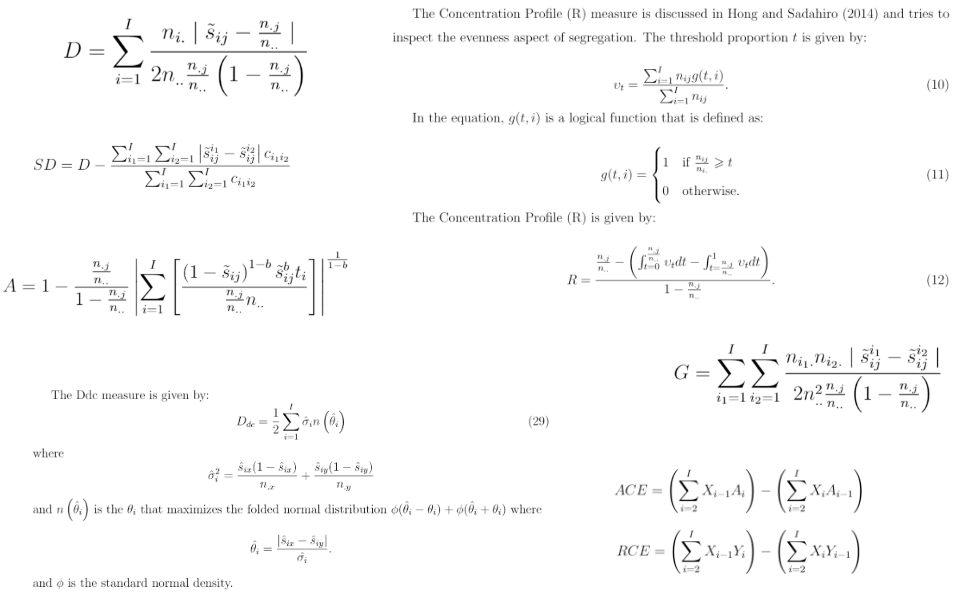 D = \sum_{i=1}^{I} \frac{n_{i.} \mid \tilde{s}_{ij} - \frac{n_{.j}}{n_{..}} \mid}{2n_{..} \frac{n_{.j}}{n_{..}} \left(1 - \frac{n_{.j}}{n_{..}}\right)}
SD = D - \frac{\sum_{i_1=1}^{I} \sum_{i_2=1}^{I} \left|\tilde{s}_{ij}^{i_1} - \tilde{s}_{ij}^{i_2}\right| c_{i_1 i_2}}{\sum_{i_1=1}^{I} \sum_{i_2=1}^{I} c_{i_1 i_2}}
A = 1 - \frac{\frac{n_{.j}}{n_{..}}}{1 - \frac{n_{.j}}{n_{..}}} \left| \sum_{i=1}^{I} \left[ \frac{(1 - \tilde{s}_{ij})^{1-b} \tilde{s}_{ij}^{b} t_i}{\frac{n_{.j}}{n_{..}} n_{..}} \right] \right|^{\frac{1}{1-b}}
The Ddc measure is given by:
D_{dc} = \frac{1}{2} \sum_{i=1}^{I} \hat{\sigma}_i n \left(\hat{\theta}_i\right) (29)
where
\hat{\sigma}_i^2 = \frac{\hat{s}_{ix}(1 - \hat{s}_{ix})}{n_{.x}} + \frac{\hat{s}_{iy}(1 - \hat{s}_{iy})}{n_{.y}}
and n \left(\hat{\theta}_i\right) is the θ_i that maximizes the folded normal distribution ϕ(\hat{\theta}_i − θ_i) + ϕ(\hat{\theta}_i + θ_i) where
\hat{\theta}_i = \frac{|\hat{s}_{ix} - \hat{s}_{iy}|}{\hat{\sigma}_i}.
and ϕ is the standard normal density.
The Concentration Profile (R) measure is discussed in Hong and Sadahiro (2014) and tries to
inspect the evenness aspect of segregation. The threshold proportion t is given by:
υ_t = \frac{\sum_{i=1}^{I} n_{ij} g(t, i)}{\sum_{i=1}^{I} n_{ij}}. (10)
In the equation, g(t, i) is a logical function that is defined as:
g(t, i) = \begin{cases} 1 & \text{if } \frac{n_{ij}}{n_{i.}} \geqslant t \\ 0 & \text{otherwise.} \end{cases} (11)
The Concentration Profile (R) is given by:
R = \frac{\frac{n_{.j}}{n_{..}} - \left( \int_{t=0}^{\frac{n_{.j}}{n_{..}}} υ_t dt - \int_{t=\frac{n_{.j}}{n_{..}}}^{1} υ_t dt \right)}{1 - \frac{n_{.j}}{n_{..}}}. (12)
G = \sum_{i_1=1}^{I} \sum_{i_2=1}^{I} \frac{n_{i_1.} n_{i_2.} \mid \tilde{s}_{ij}^{i_1} - \tilde{s}_{ij}^{i_2} \mid}{2n_{..}^2 \frac{n_{.j}}{n_{..}} \left(1 - \frac{n_{.j}}{n_{..}}\right)}
ACE = \left( \sum_{i=2}^{I} X_{i-1} A_i \right) - \left( \sum_{i=2}^{I} X_i A_{i-1} \right)
RCE = \left( \sum_{i=2}^{I} X_{i-1} Y_i \right) - \left( \sum_{i=2}^{I} X_i Y_{i-1} \right)